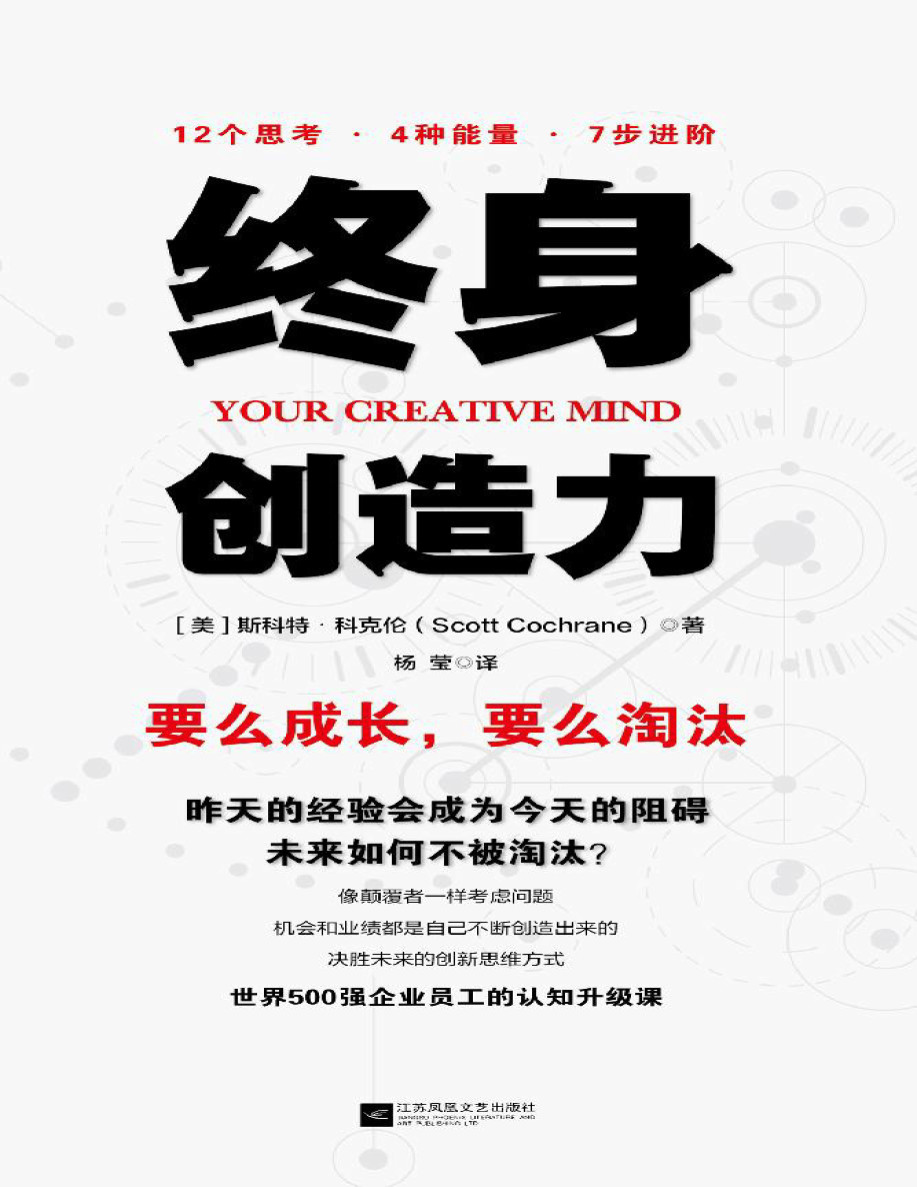 12个思考 · 4种能量 · 7步进阶
终身
YOUR CREATIVE MIND
创造力
[美]斯科特·科克伦(Scott Cochrane)◎著
杨 莹◎译
要么成长，要么淘汰
昨天的经验会成为今天的阻碍
未来如何不被淘汰?
像颠覆者一样考虑问题
机会和业绩都是自己不断创造出来的
决胜未来的创新思维方式
世界500强企业员工的认知升级课
江苏凤凰文艺出版社
JIANGSU PHOENIX LITERATURE AND
ART PUBLISHING LTD